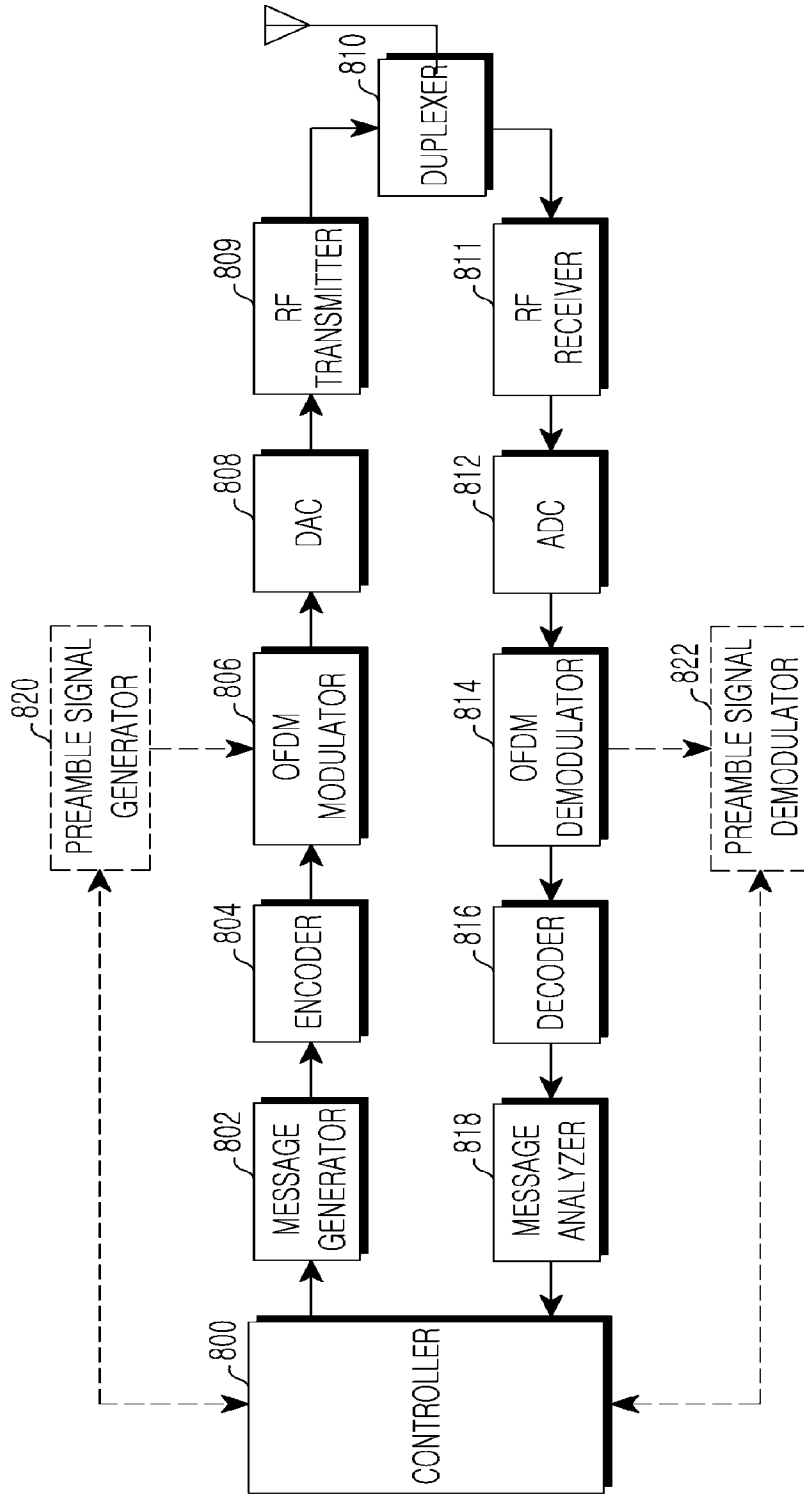 820
PREAMBLE SIGNAL
GENERATOR
800
CONTROLLER
802
MESSAGE
GENERATOR
804
ENCODER
806
OFDM
MODULATOR
808
DAC
809
RF
TRANSMITTER
810
DUPLEXER
818
MESSAGE
ANALYZER
816
DECODER
814
OFDM
DEMODULATOR
812
ADC
811
RF
RECEIVER
822
PREAMBLE SIGNAL
DEMODULATOR